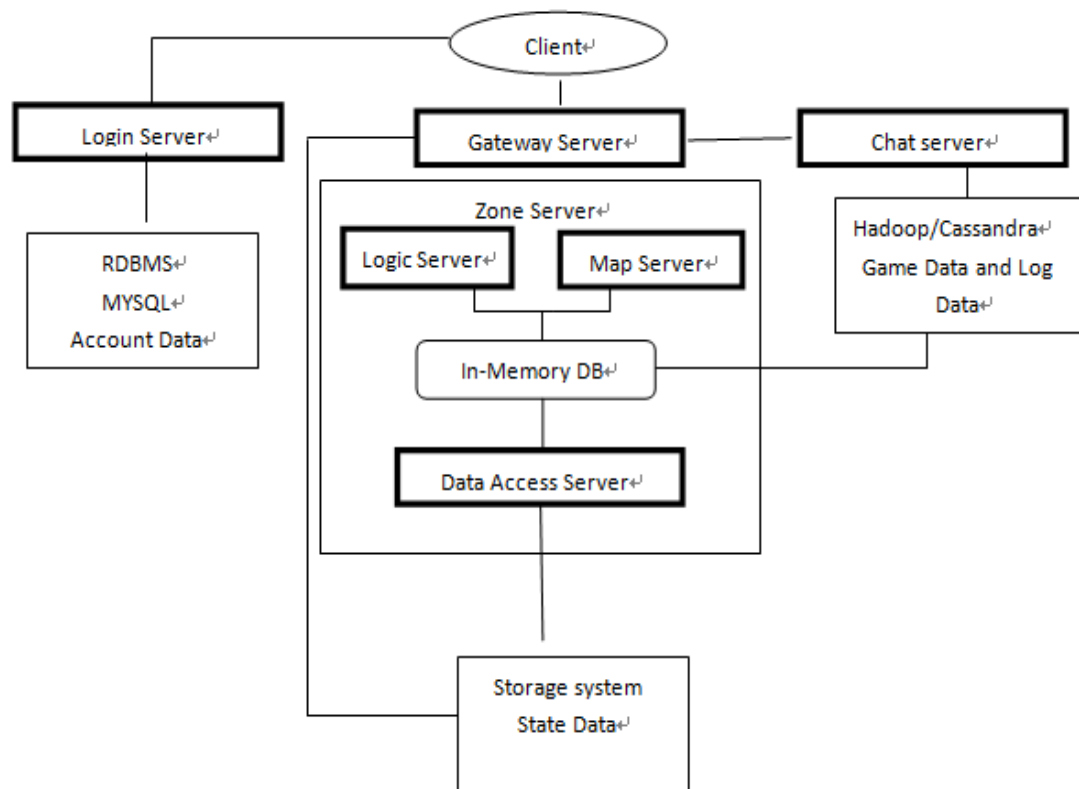 Client↵
Login Server↵
Gateway Server↵
Chat server↵
Zone Server↵
Logic Server↵
Map Server↵
Hadoop/Cassandra↵
Game Data and Log
Data↵
RDBMS↵
MYSQL↵
Account Data↵
In-Memory DB↵
Data Access Server↵
Storage system
State Data↵